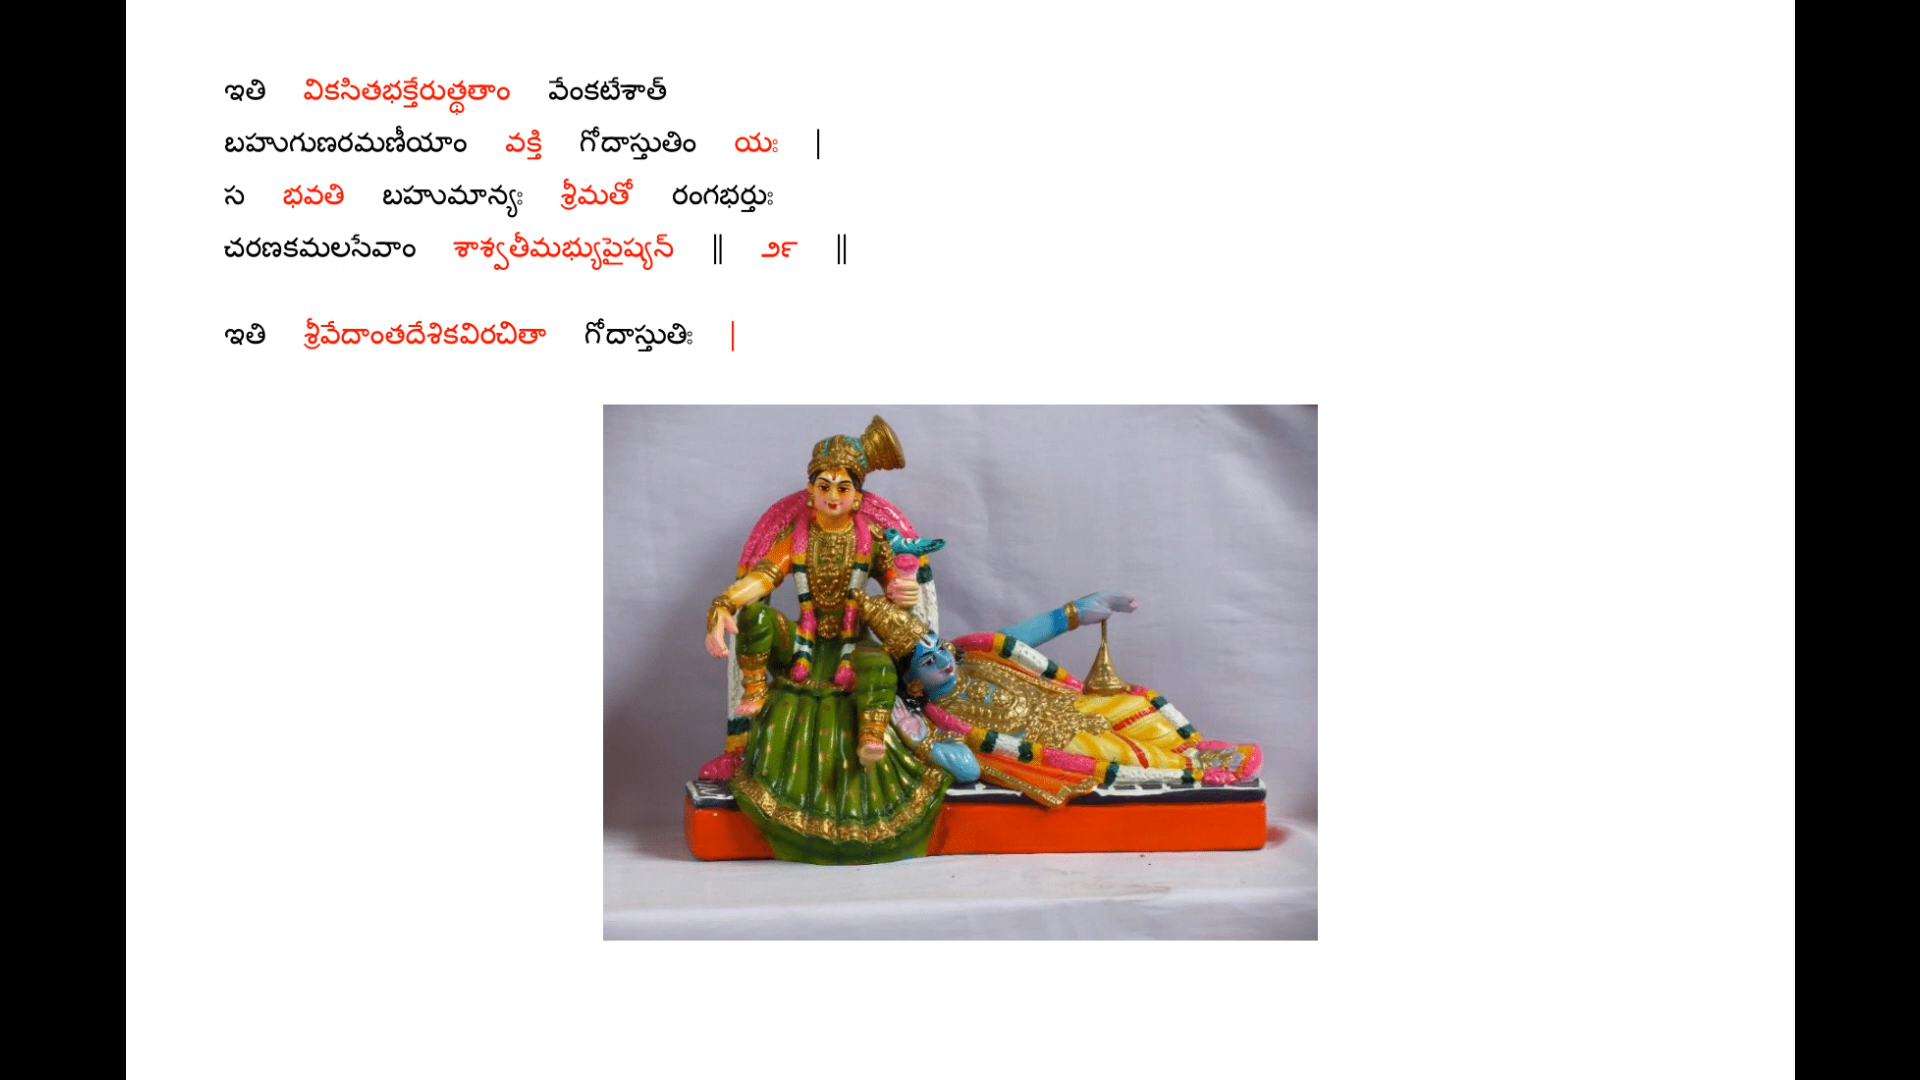 ఇతి వికసితభక్తేరుత్థతాం వేంకటేశాత్
బహుగుణరమణీయాం వక్తి గోదాస్తుతిం యః |
స భవతి బహుమాన్యః శ్రీమతో రంగభర్తుః
చరణకమలసేవాం శాశ్వతీమభ్యుపైష్యన్ || ౨౯ ||
ఇతి శ్రీవేదాంతదేశికవిరచితా గోదాస్తుతిః |